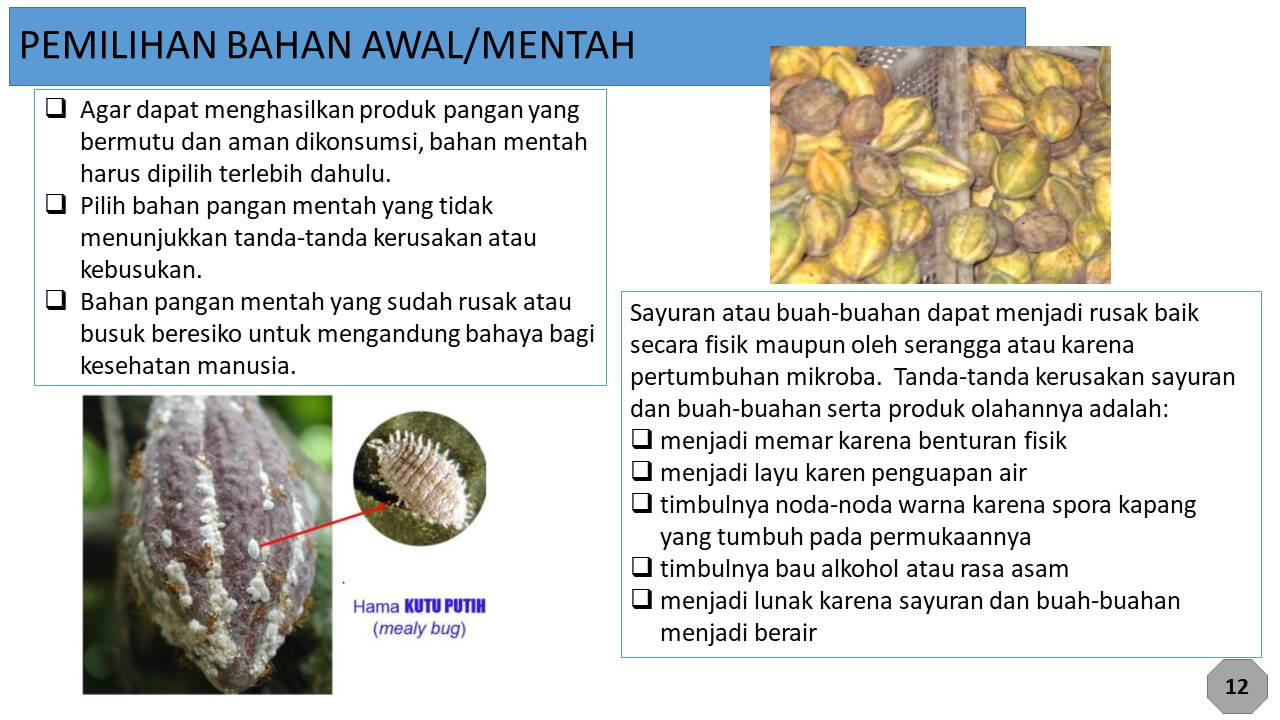 PEMILIHAN BAHAN AWAL/MENTAH
❑ Agar dapat menghasilkan produk pangan yang
bermutu dan aman dikonsumsi, bahan mentah
harus dipilih terlebih dahulu.
❑ Pilih bahan pangan mentah yang tidak
menunjukkan tanda-tanda kerusakan atau
kebusukan.
❑ Bahan pangan mentah yang sudah rusak atau
busuk beresiko untuk mengandung bahaya bagi
kesehatan manusia.
Sayuran atau buah-buahan dapat menjadi rusak baik
secara fisik maupun oleh serangga atau karena
pertumbuhan mikroba. Tanda-tanda kerusakan sayuran
dan buah-buahan serta produk olahannya adalah:
❑ menjadi memar karena benturan fisik
❑ menjadi layu karen penguapan air
❑ timbulnya noda-noda warna karena spora kapang
yang tumbuh pada permukaannya
❑ timbulnya bau alkohol atau rasa asam
❑ menjadi lunak karena sayuran dan buah-buahan
menjadi berair
Hama KUTU PUTIH
(mealy bug)
12